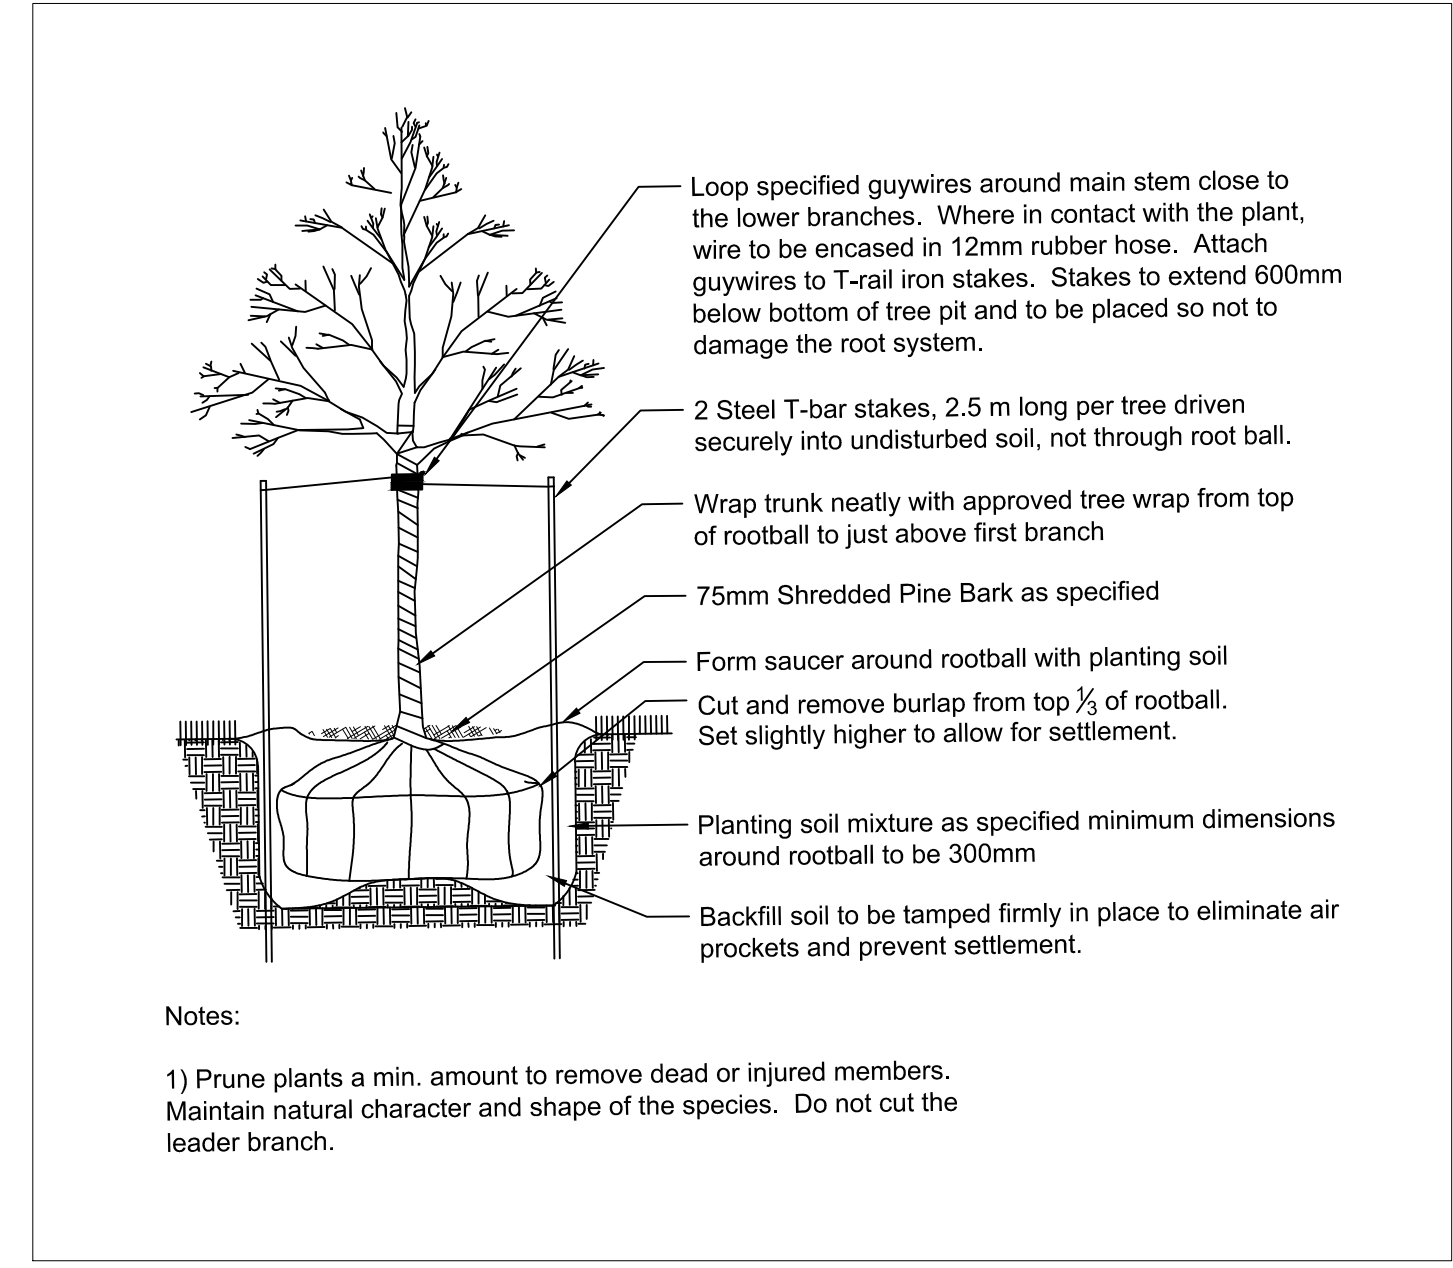 Loop specified guywires around main stem close to
the lower branches.  Where in contact with the plant,
wire to be encased in 12mm rubber hose.  Attach
guywires to T-rail iron stakes.  Stakes to extend 600mm
below bottom of tree pit and to be placed so not to
damage the root system.
2 Steel T-bar stakes, 2.5 m long per tree driven
securely into undisturbed soil, not through root ball.
Wrap trunk neatly with approved tree wrap from top
of rootball to just above first branch
75mm Shredded Pine Bark as specified
Form saucer around rootball with planting soil
Cut and remove burlap from top 1/3 of rootball.
Set slightly higher to allow for settlement.
Planting soil mixture as specified minimum dimensions
around rootball to be 300mm
Backfill soil to be tamped firmly in place to eliminate air
prockets and prevent settlement.
Notes:
1) Prune plants a min. amount to remove dead or injured members.
Maintain natural character and shape of the species.  Do not cut the
leader branch.